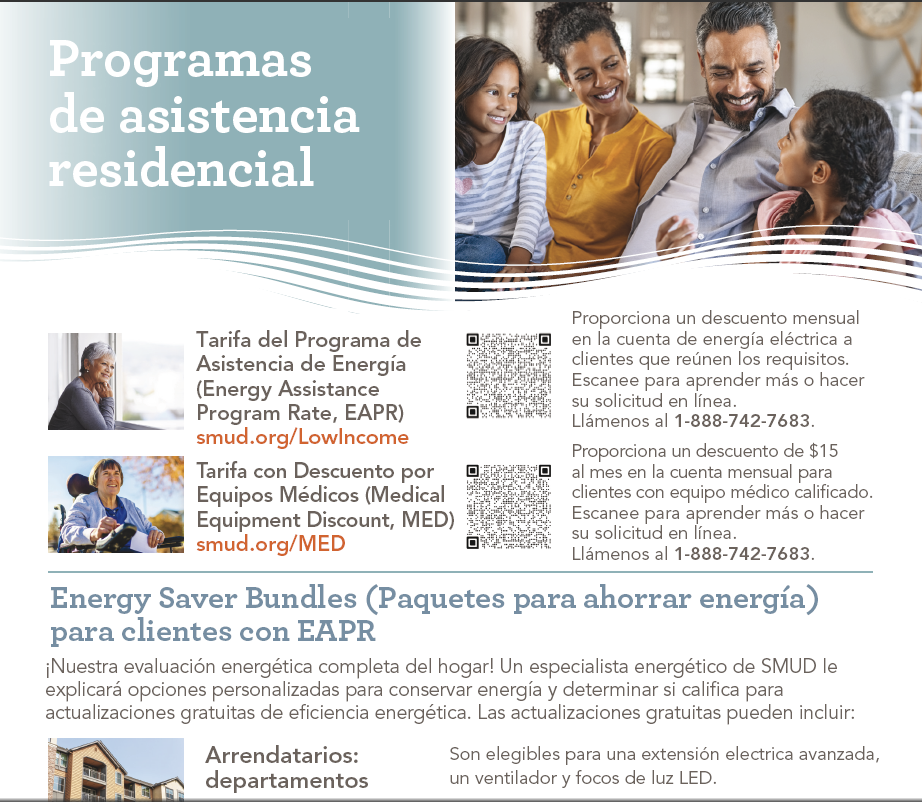 Programas
de asistencia
residencial
Tarifa del Programa de
Asistencia de Energía
(Energy Assistance
Program Rate, EAPR)
smud.org/LowIncome
Proporciona un descuento mensual
en la cuenta de energía eléctrica a
clientes que reúnen los requisitos.
Escanee para aprender más o hacer
su solicitud en línea.
Llámenos al 1-888-742-7683.
Tarifa con Descuento por
Equipos Médicos (Medical
Equipment Discount, MED)
smud.org/MED
Proporciona un descuento de $15
al mes en la cuenta mensual para
clientes con equipo médico calificado.
Escanee para aprender más o hacer
su solicitud en línea.
Llámenos al 1-888-742-7683.
Energy Saver Bundles (Paquetes para ahorrar energía)
para clientes con EAPR
¡Nuestra evaluación energética completa del hogar! Un especialista energético de SMUD le
explicará opciones personalizadas para conservar energía y determinar si califica para
actualizaciones gratuitas de eficiencia energética. Las actualizaciones gratuitas pueden incluir:
Arrendatarios:
departamentos
Son elegibles para una extensión electrica avanzada,
un ventilador y focos de luz LED.